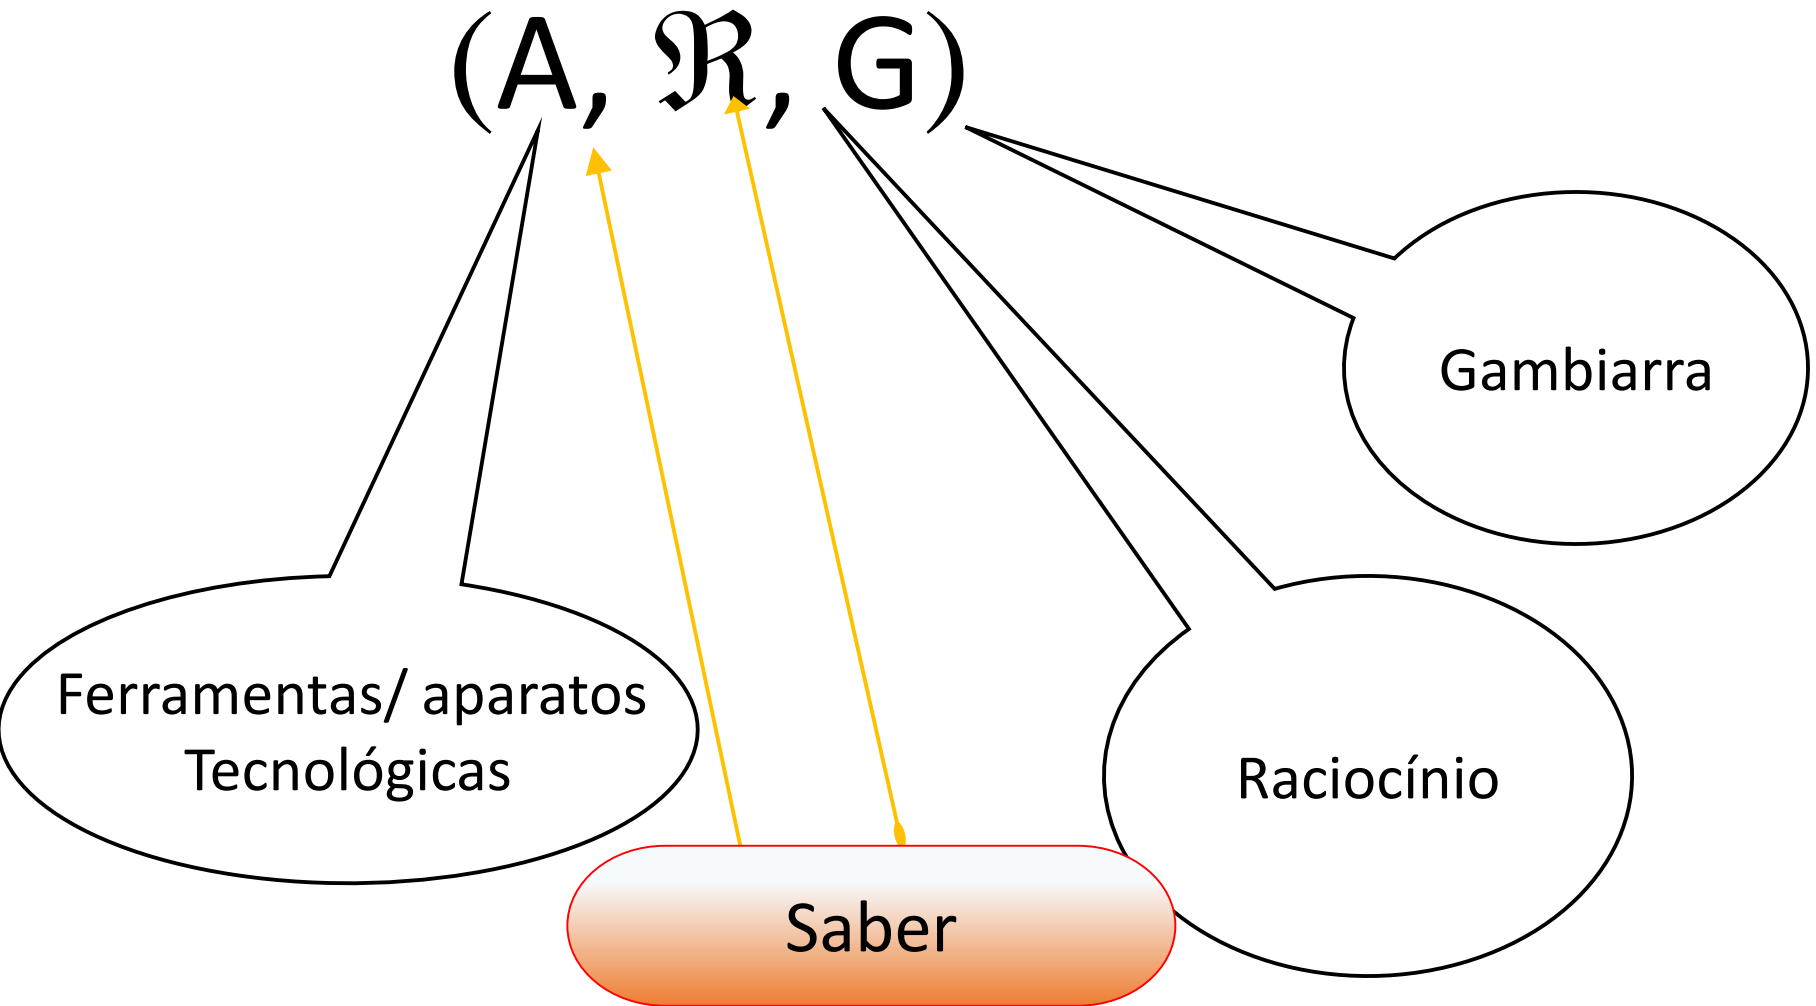 (A, ℜ, G)
Gambiarra
Ferramentas/ aparatos
Tecnológicas
Raciocínio
Saber